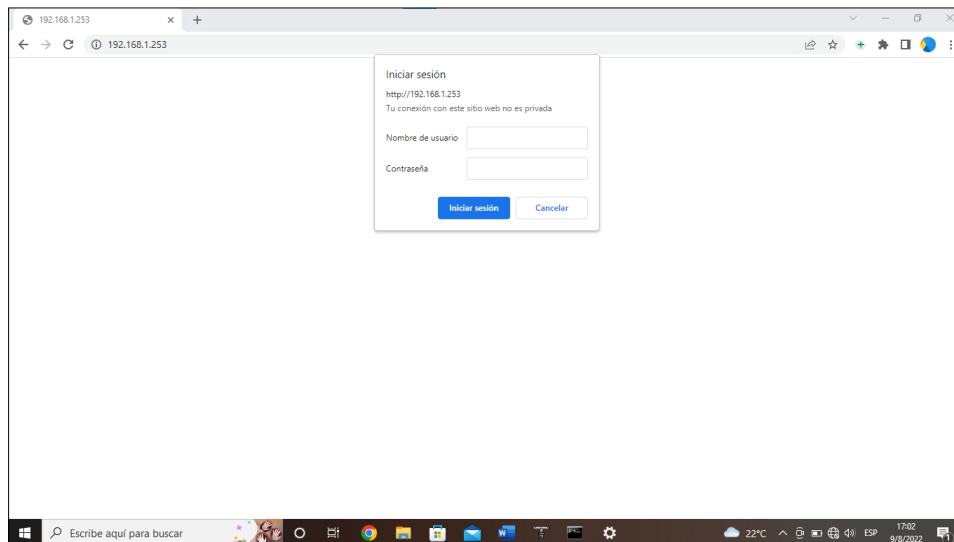 192.168.1.253
192.168.1.253
Iniciar sesión
http://192.168.1.253
Tu conexión con este sitio web no es privada
Nombre de usuario
Contraseña
Iniciar sesión Cancelar
Escribe aquí para buscar
22°C ESP 17:02
9/8/2022